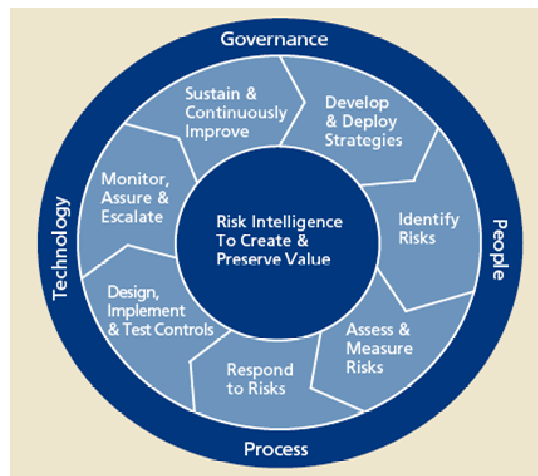 Governance
Sustain &
Continuously
Improve
Develop
& Deploy
Strategies
Monitor,
Assure &
Escalate
Identify
Risks
Risk Intelligence
To Create &
Preserve Value
Technology
People
Design,
Implement
& Test Controls
Assess &
Measure
Risks
Respond
to Risks
Process